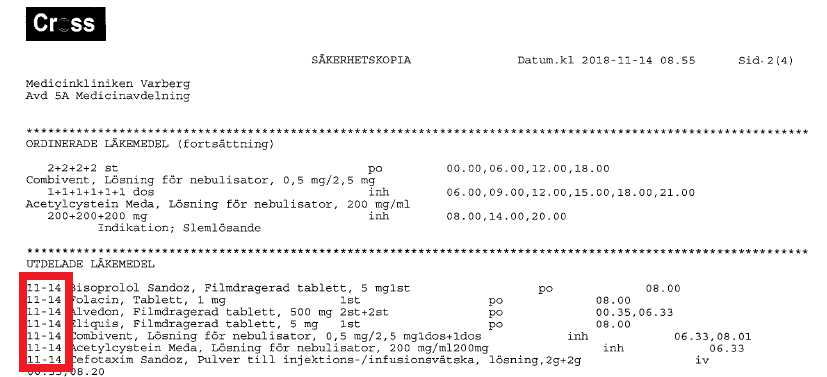 Cross
SÄKERHETSKOPIA Datum.kl 2018-11-14 08.55 Sid 2(4)
Medicinkliniken Varberg
Avd 5A Medicinavdelning
********************************************************************************
ORDINERADE LÄKEMEDEL (fortsättning)
2+2+2+2 st po 00.00,06.00,12.00,18.00
Combivent, Lösning för nebulisator, 0,5 mg/2,5 mg
1+1+1+1+1+1 dos inh 06.00,09.00,12.00,15.00,18.00,21.00
Acetylcystein Meda, Lösning för nebulisator, 200 mg/ml
200+200+200 mg inh 08.00,14.00,20.00
Indikation; Slemlösande
********************************************************************************
UTDELADE LÄKEMEDEL
11-14 Bisoprolol Sandoz, Filmdragerad tablett, 5 mg1st po 08.00
11-14 Folacin, Tablett, 1 mg 1st po 08.00
11-14 Alvedon, Filmdragerad tablett, 500 mg 2st+2st po 00.35,06.33
11-14 Eliquis, Filmdragerad tablett, 5 mg 1st po 08.00
11-14 Combivent, Lösning för nebulisator, 0,5 mg/2,5 mg1dos+1dos inh 06.33,08.01
11-14 Acetylcystein Meda, Lösning för nebulisator, 200 mg/ml200mg inh 06.33
11-14 Cefotaxim Sandoz, Pulver till injektions-/infusionsvätska, lösning,2g+2g iv
00.35,08.20